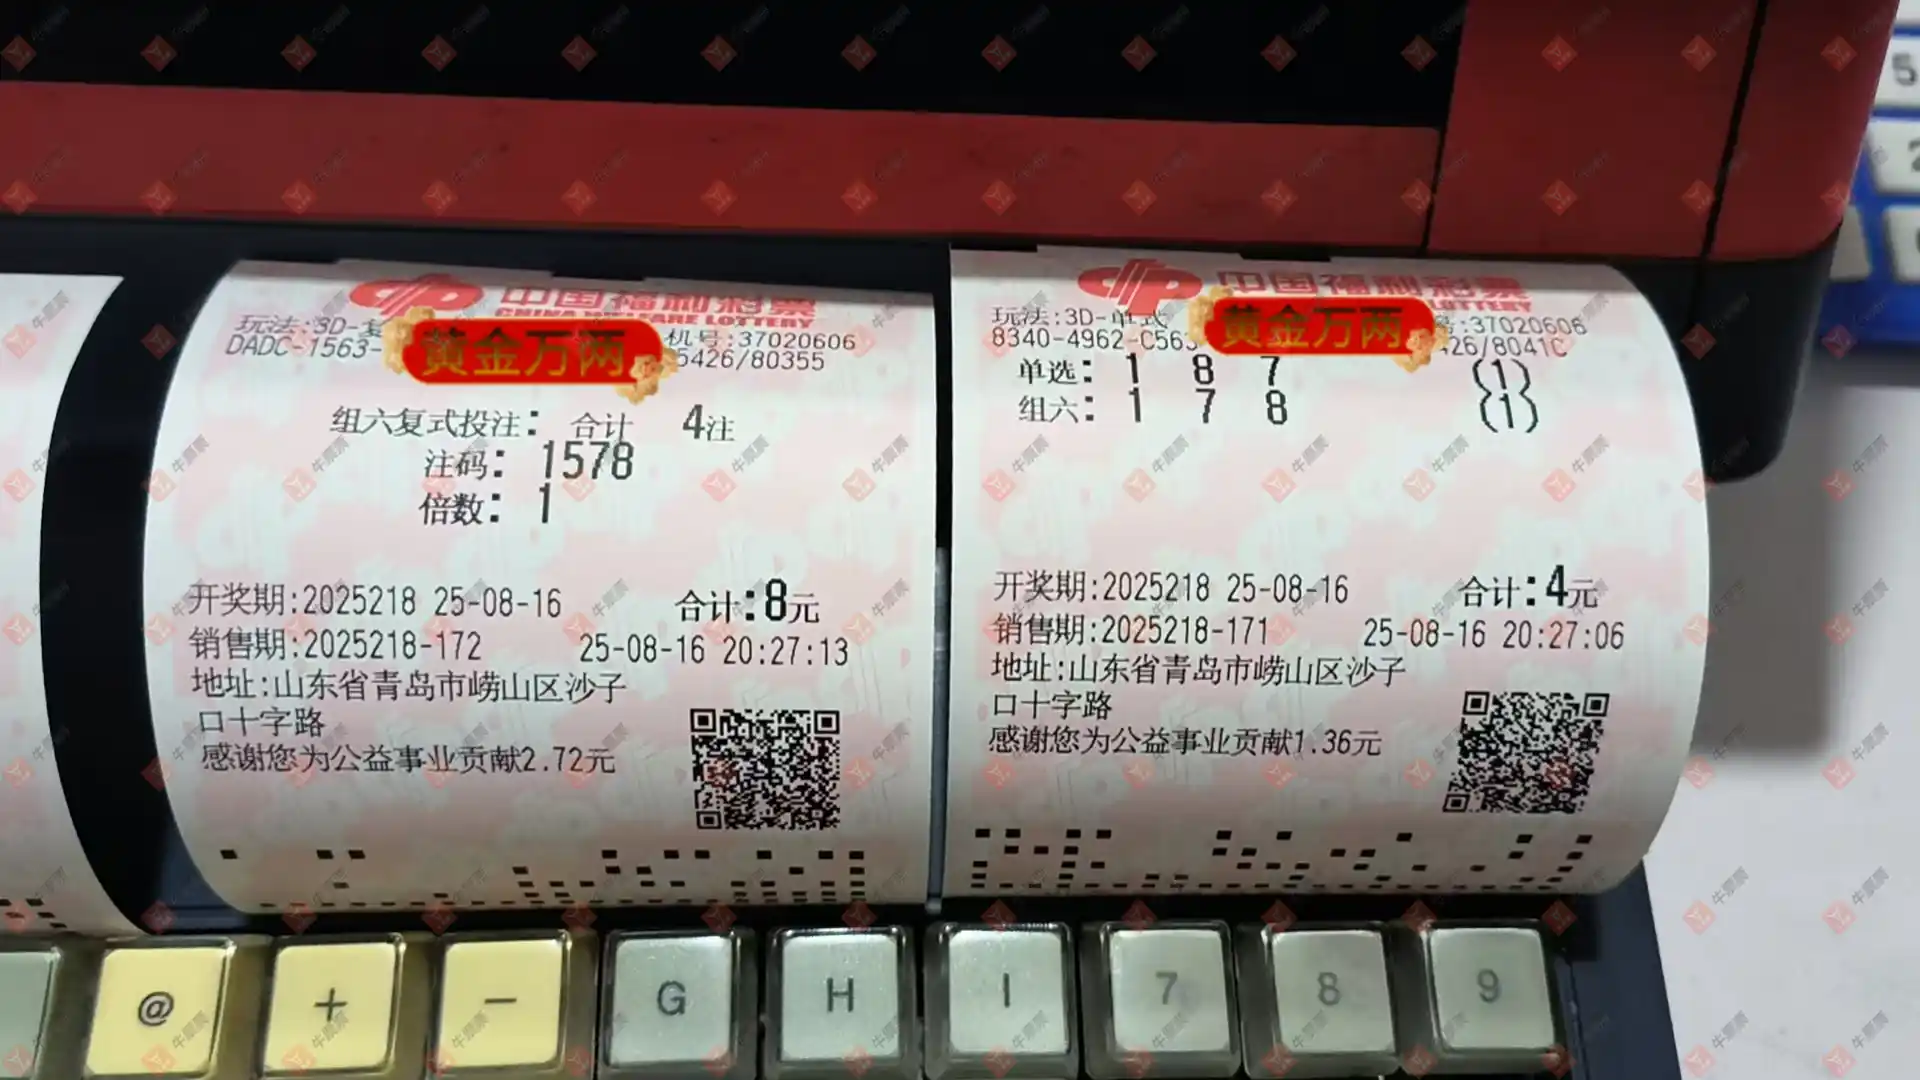 中国福利彩票
CHINA WELFARE LOTTERY
玩法:3D-复
机号:37020606
DADC-1563-
5426/80355
黄金万两
组六复式投注: 合计 4注
注码: 1578
倍数: 1
开奖期:2025218 25-08-16 合计:8元
销售期:2025218-172 25-08-16 20:27:13
地址:山东省青岛市崂山区沙子
口十字路
感谢您为公益事业贡献2.72元
中国福利彩票
LOTTERY
玩法:3D-单式
号:37020606
8340-4962-C563
426/8041C
黄金万两
单选: 1 8 7 (1)
组六: 1 7 8 (1)
开奖期:2025218 25-08-16 合计:4元
销售期:2025218-171 25-08-16 20:27:06
地址:山东省青岛市崂山区沙子
口十字路
感谢您为公益事业贡献1.36元
@ + - G H I 7 8 9
牛票票